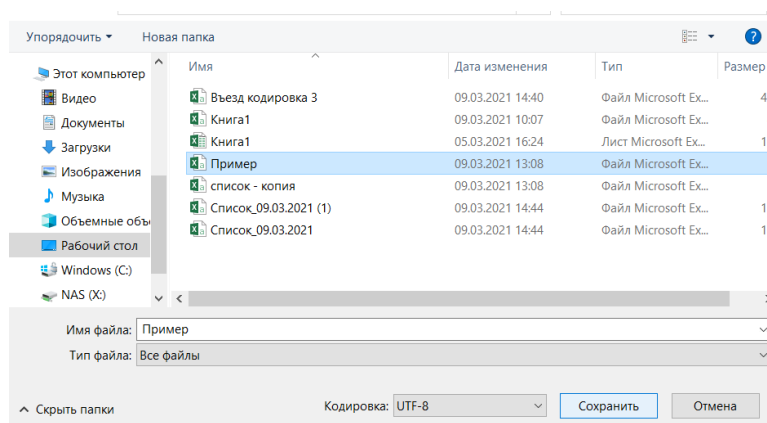 Упорядочить Новая папка
Имя Дата изменения Тип Размер
Этот компьютер
Видео
Документы
Загрузки
Изображения
Музыка
Объемные объ
Рабочий стол
Windows (C:)
NAS (X:)
Въезд кодировка 3 09.03.2021 14:40 Файл Microsoft Ex... 4
Книга1 09.03.2021 10:07 Файл Microsoft Ex...
Книга1 05.03.2021 16:24 Лист Microsoft Ex... 1
Пример 09.03.2021 13:08 Файл Microsoft Ex...
список - копия 09.03.2021 13:08 Файл Microsoft Ex...
Список_09.03.2021 (1) 09.03.2021 14:44 Файл Microsoft Ex... 1
Список_09.03.2021 09.03.2021 14:44 Файл Microsoft Ex... 1
Имя файла: Пример
Тип файла: Все файлы
Скрыть папки Кодировка: UTF-8 Сохранить Отмена